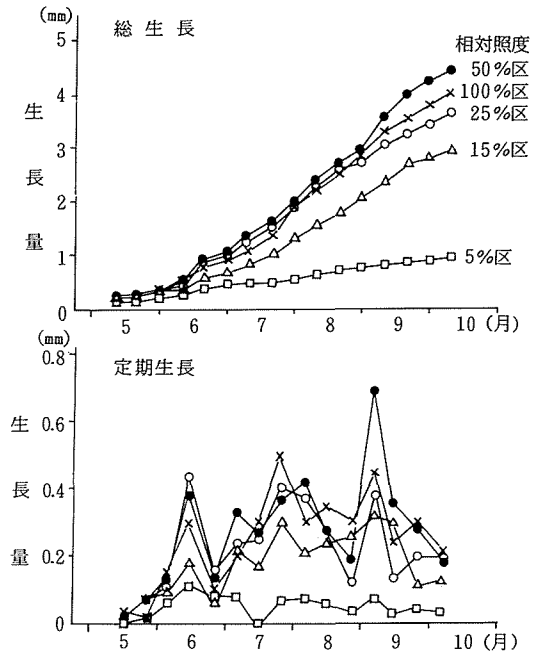 (mm)
総生長
5
相対照度
50%区
4
100%区
25%区
生長量
3
15%区
2
1
5%区
0
5 6 7 8 9 10(月)
(mm)
0.8
定期生長
0.6
生長量
0.4
0.2
0
5 6 7 8 9 10(月)